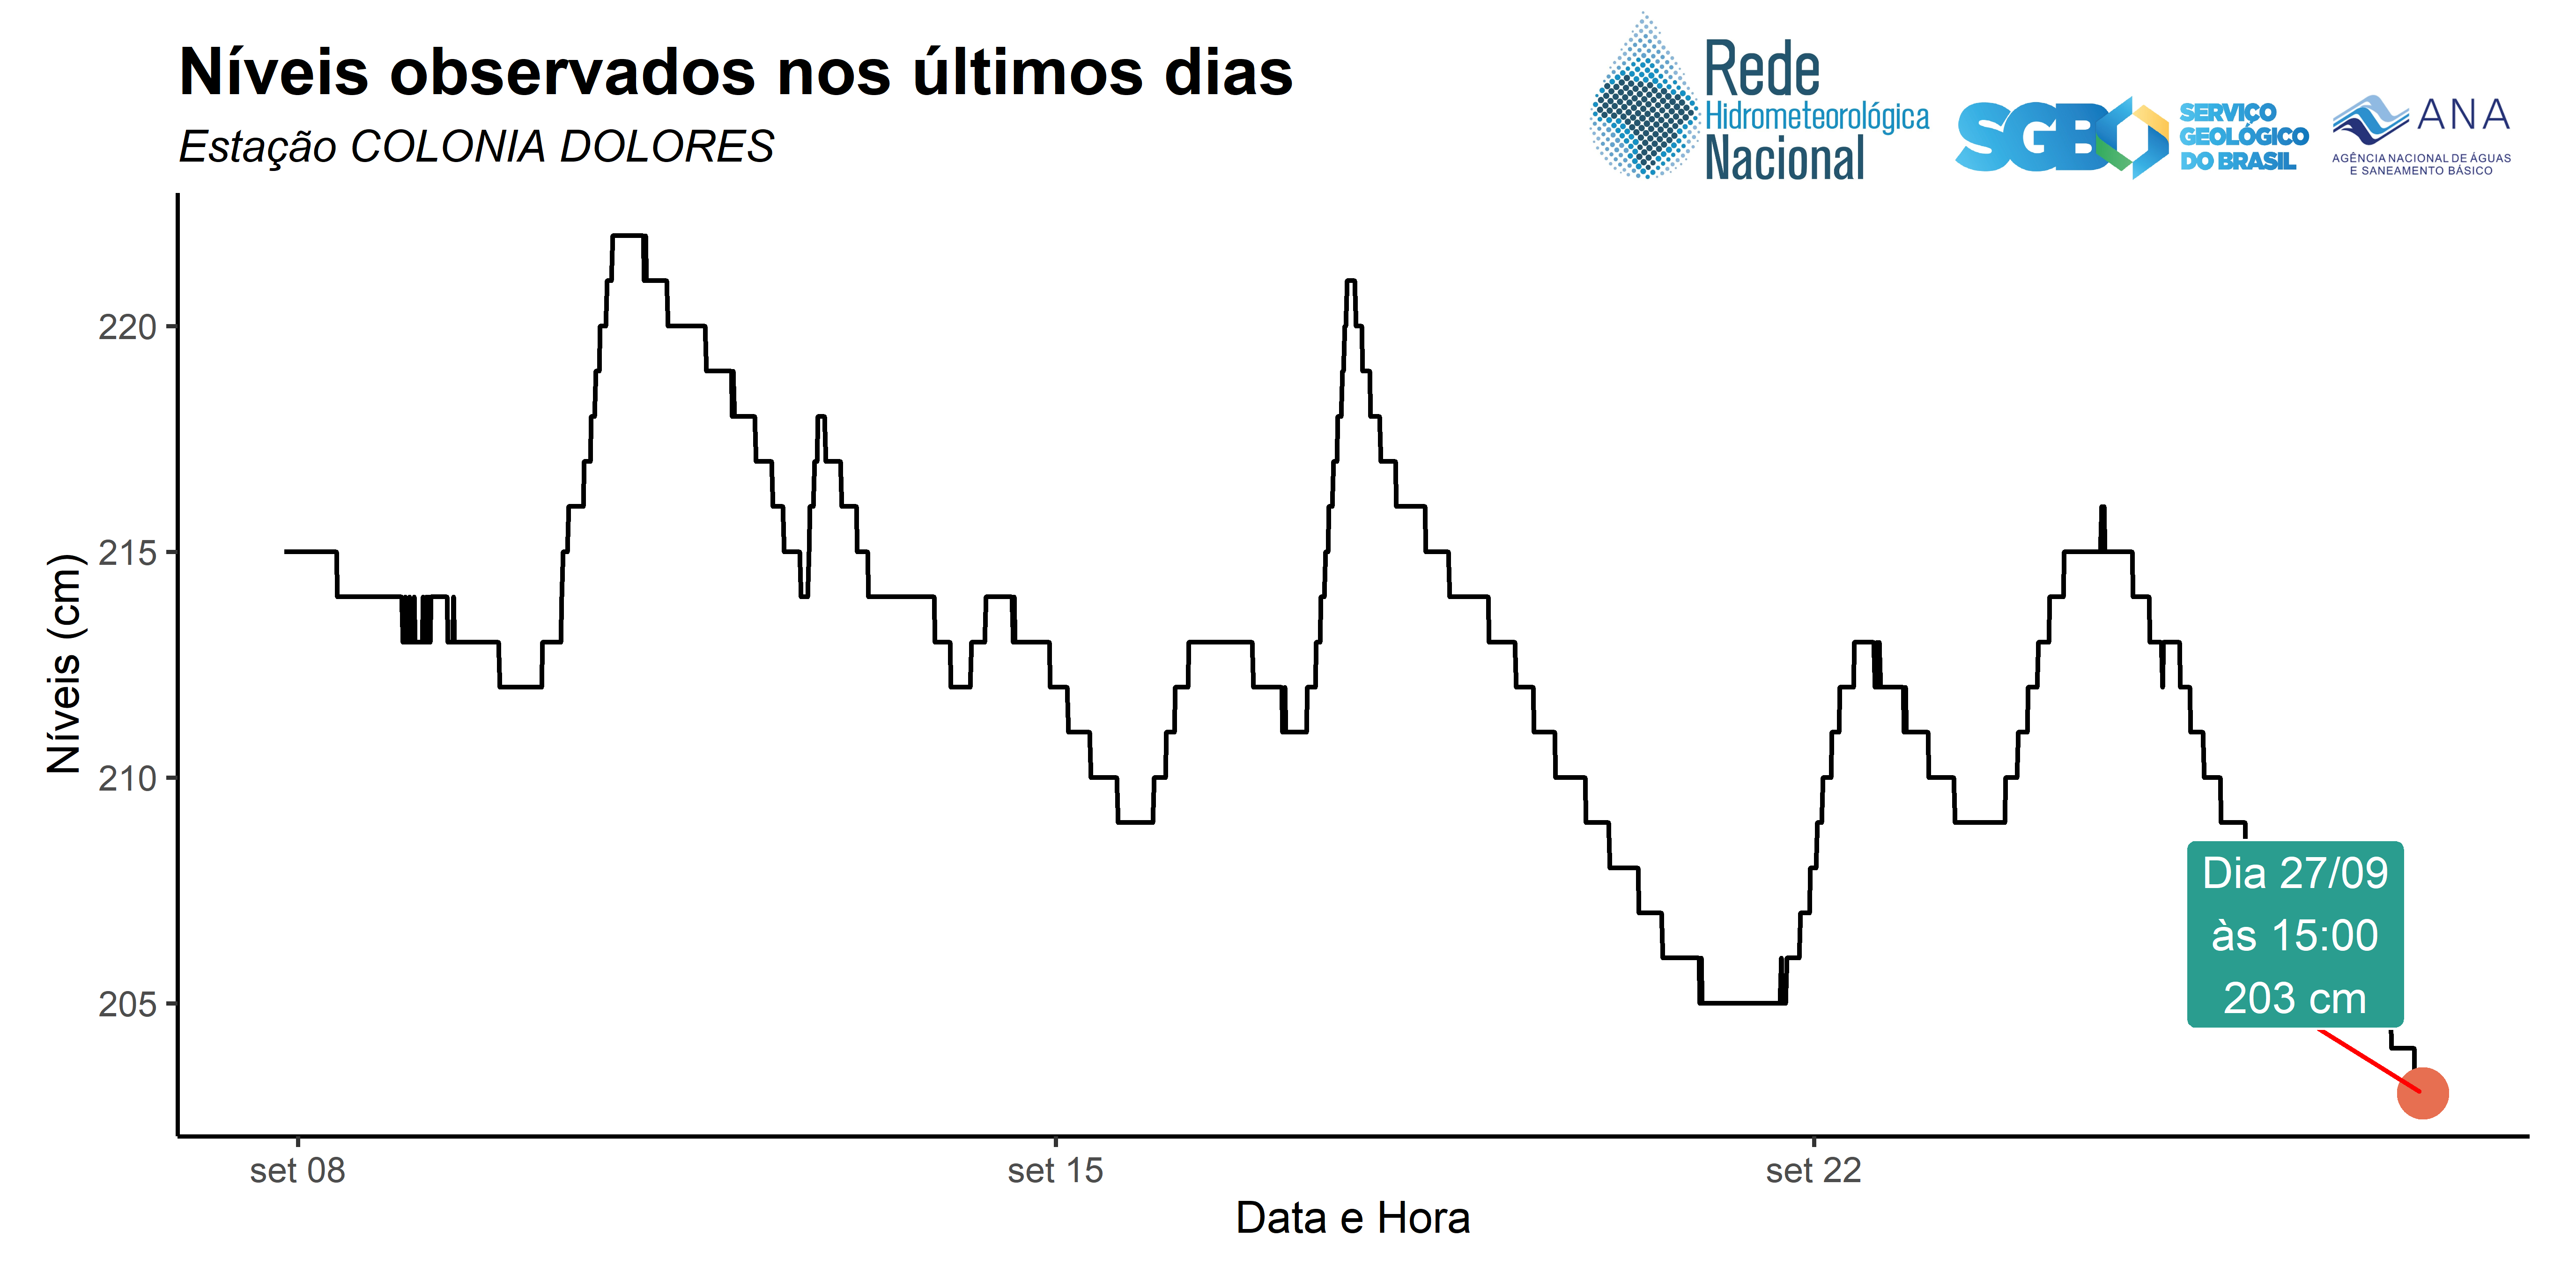 Níveis observados nos últimos dias
Estação COLONIA DOLORES
Rede
Hidrometeorológica
Nacional
SGB
SERVIÇO
GEOLÓGICO
DO BRASIL
ANA
AGÊNCIA NACIONAL DE ÁGUAS
E SANEAMENTO BÁSICO
Níveis (cm)
220
215
210
205
Dia 27/09
às 15:00
203 cm
set 08
set 15
set 22
Data e Hora